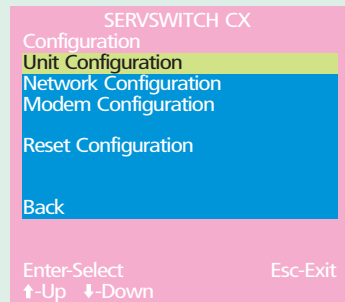 SERVSWITCH CX
Configuration
Unit Configuration
Network Configuration
Modem Configuration
Reset Configuration
Back
Enter-Select Esc-Exit
↑-Up ↓-Down